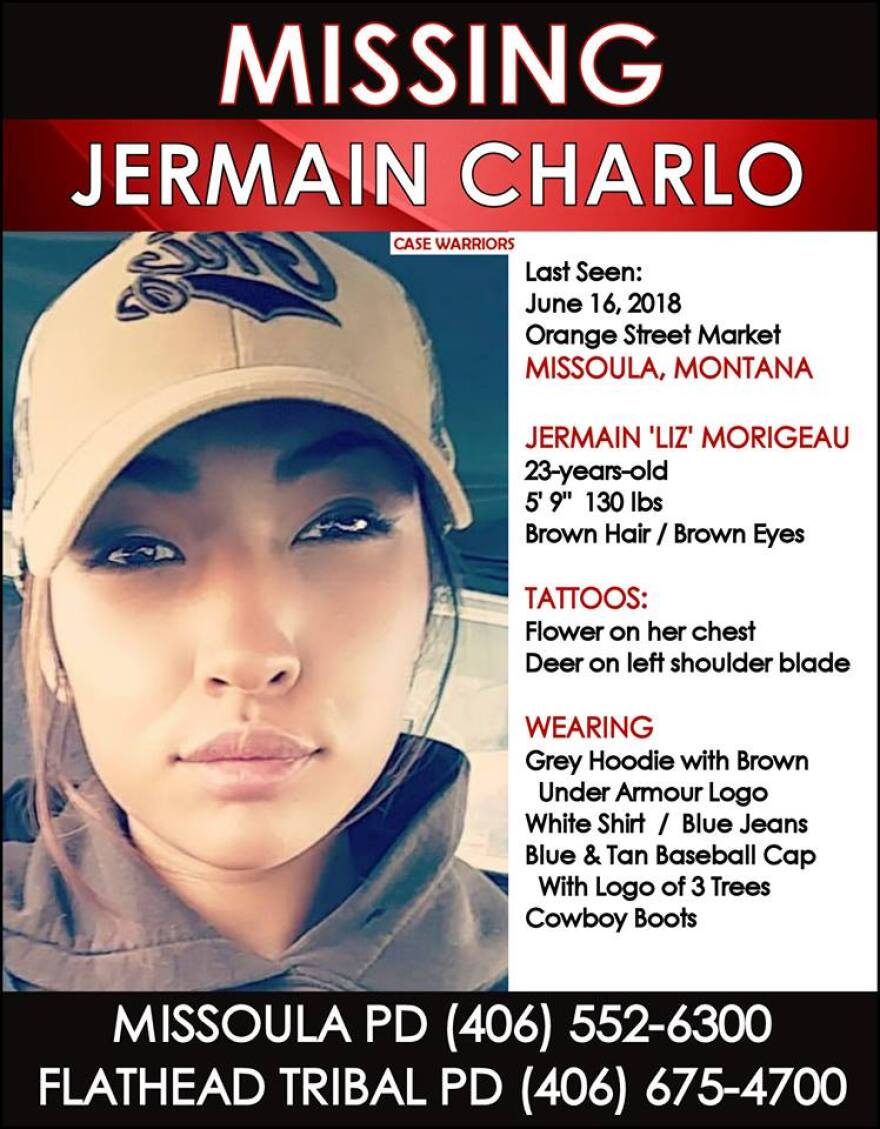 MISSING
JERMAIN CHARLO
CASE WARRIORS
Last Seen:
June 16, 2018
Orange Street Market
MISSOULA, MONTANA
JERMAIN 'LIZ' MORIGEAU
23-years-old
5' 9" 130 lbs
Brown Hair / Brown Eyes
TATTOOS:
Flower on her chest
Deer on left shoulder blade
WEARING
Grey Hoodie with Brown
Under Armour Logo
White Shirt / Blue Jeans
Blue & Tan Baseball Cap
With Logo of 3 Trees
Cowboy Boots
MISSOULA PD (406) 552-6300
FLATHEAD TRIBAL PD (406) 675-4700